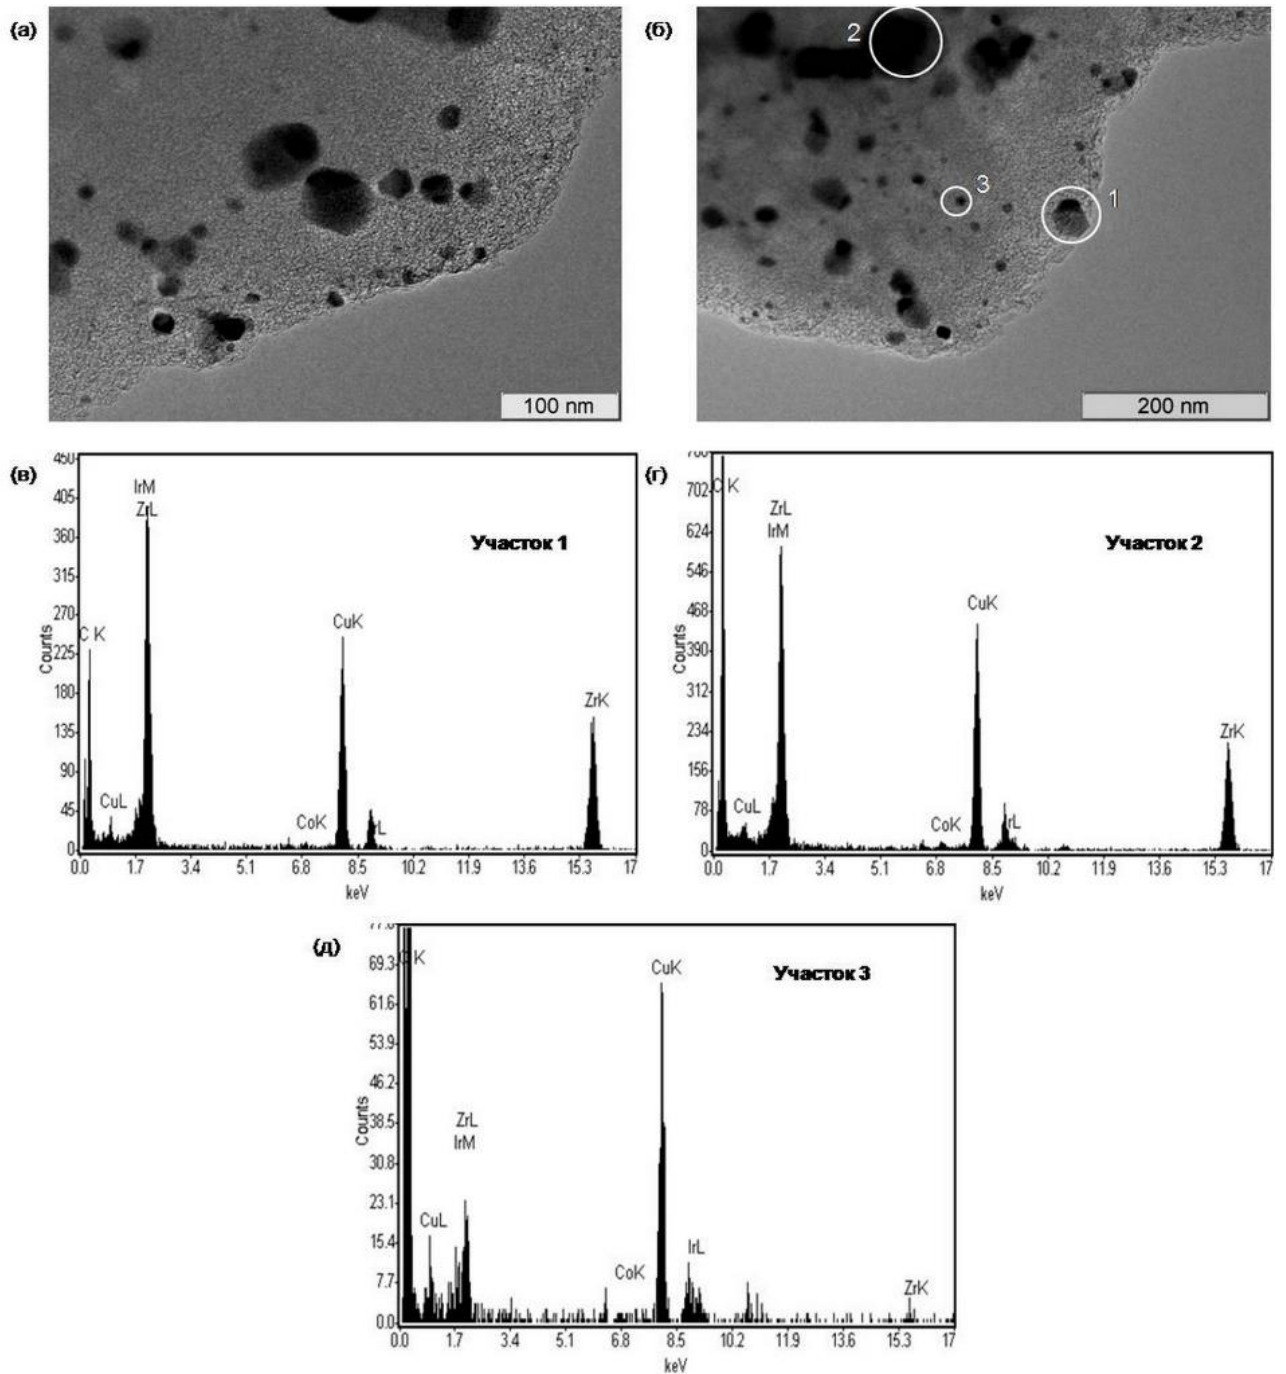 (а)
(б)
2
3
1
100 nm
200 nm
(в)
450
405
360
315
270
225
180
135
90
45
0
Counts
IrM
ZrL
C K
CuL
CoK
CuK
rL
ZrK
Участок 1
0.0 1.7 3.4 5.1 6.8 8.5 10.2 11.9 13.6 15.3 17
keV
(г)
702
624
546
468
390
312
234
156
78
0
Counts
C K
ZrL
IrM
CuL
CoK
CuK
rL
ZrK
Участок 2
0.0 1.7 3.4 5.1 6.8 8.5 10.2 11.9 13.6 15.3 17
keV
(д)
77.0
69.3
61.6
53.9
46.2
38.5
30.8
23.1
15.4
7.7
0.0
Counts
C K
ZrL
IrM
CuL
CoK
CuK
IrL
ZrK
Участок 3
0.0 1.7 3.4 5.1 6.8 8.5 10.2 11.9 13.6 15.3 17
keV